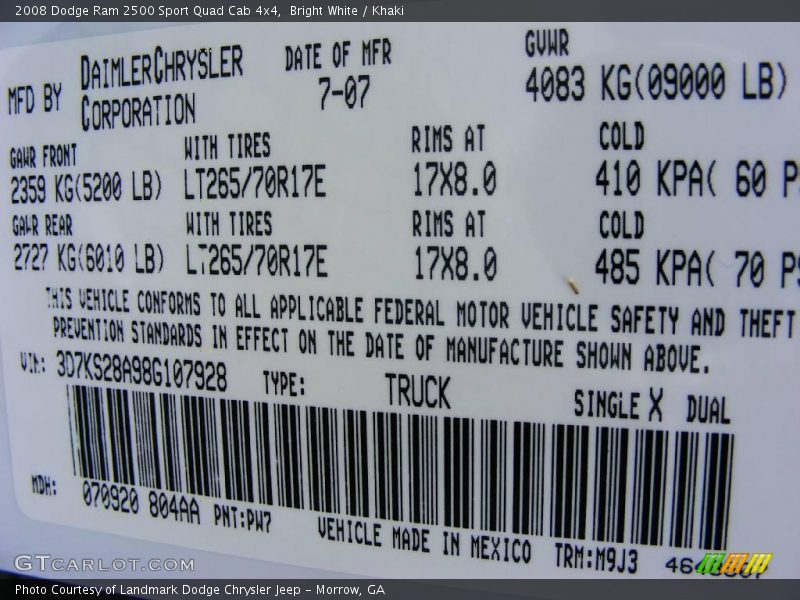 2008 Dodge Ram 2500 Sport Quad Cab 4x4,  Bright White / Khaki
MFD BY DAIMLERCHRYSLER CORPORATION
DATE OF MFR 7-07
GVWR 4083 KG(09000 LB)
GAWR FRONT WITH TIRES RIMS AT COLD
2359 KG(5200 LB) LT265/70R17E 17X8.0 410 KPA( 60 P
GAWR REAR WITH TIRES RIMS AT COLD
2727 KG(6010 LB) LT265/70R17E 17X8.0 485 KPA( 70 PS
THIS VEHICLE CONFORMS TO ALL APPLICABLE FEDERAL MOTOR VEHICLE SAFETY AND THEFT
PREVENTION STANDARDS IN EFFECT ON THE DATE OF MANUFACTURE SHOWN ABOVE.
VIN: 3D7KS28A98G107928 TYPE: TRUCK SINGLE X DUAL
MDH: 070920 804AA PNT:PW7 VEHICLE MADE IN MEXICO TRM:M9J3
GTCARLOT.COM
Photo Courtesy of Landmark Dodge Chrysler Jeep - Morrow, GA